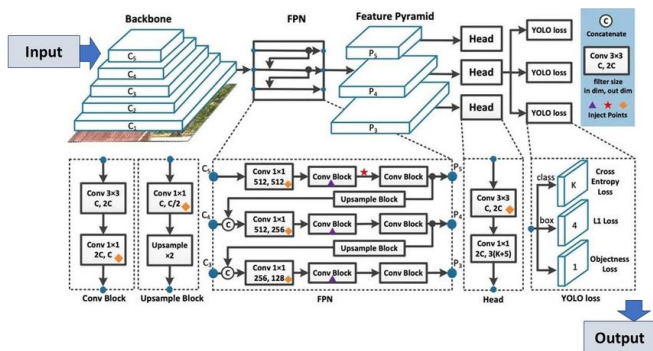 Backbone
FPN
Feature Pyramid
Input
C5
C4
C3
C2
C1
P5
P4
P3
Head
Head
Head
YOLO loss
YOLO loss
YOLO loss
C
Concatenate
Conv 3×3
C, 2C
filter size
in dim, out dim
Inject Points
Conv 3×3
C, 2C
Conv 1×1
2C, C
Conv Block
Conv 1×1
C, C/2
Upsample
×2
Upsample Block
C5
Conv 1×1
512, 512
Conv Block
Conv Block
P5
Upsample Block
C4
C
Conv 1×1
512, 256
Conv Block
Conv Block
P4
Upsample Block
C3
C
Conv 1×1
256, 128
Conv Block
Conv Block
P3
FPN
Conv 3×3
C, 2C
Conv 1×1
2C, 3(K+5)
Head
class
K
Cross
Entropy
Loss
box
4
L1 Loss
1
Objectness
Loss
YOLO loss
Output